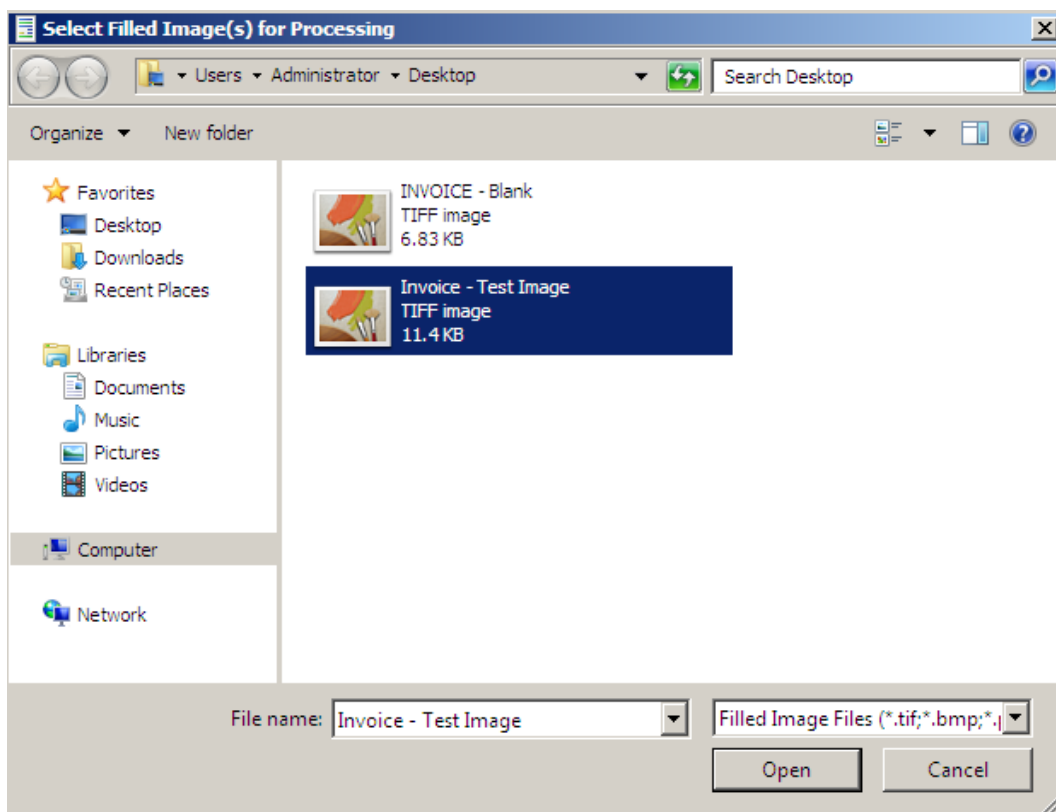 Select Filled Image(s) for Processing
Users Administrator Desktop
Search Desktop
Organize New folder
Favorites
Desktop
Downloads
Recent Places
Libraries
Documents
Music
Pictures
Videos
Computer
Network
INVOICE - Blank
TIFF image
6.83 KB
Invoice - Test Image
TIFF image
11.4 KB
File name: Invoice - Test Image
Filled Image Files (*.tif;*.bmp;*.
Open Cancel